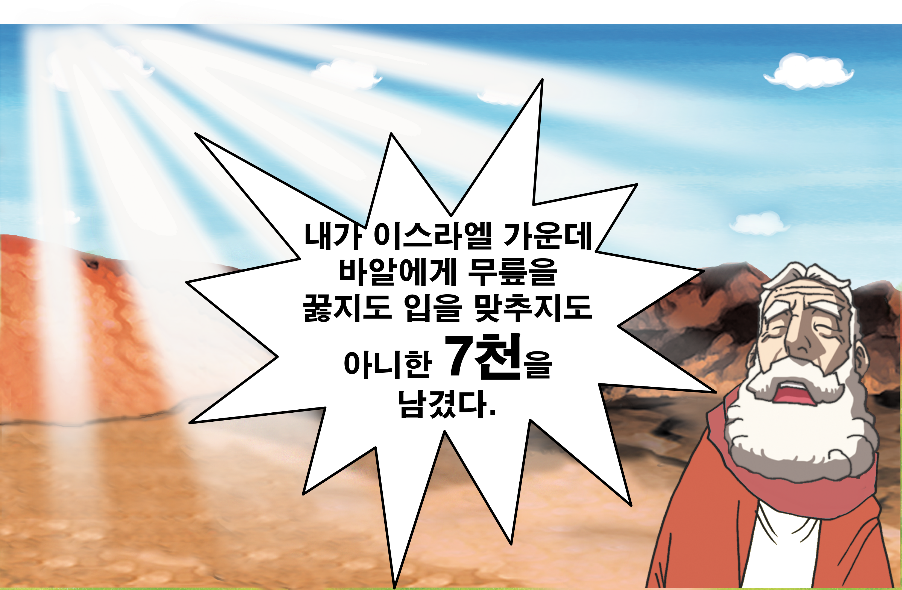 내가 이스라엘 가운데
바알에게 무릎을
꿇지도 입을 맞추지도
아니한 7천을
남겼다.